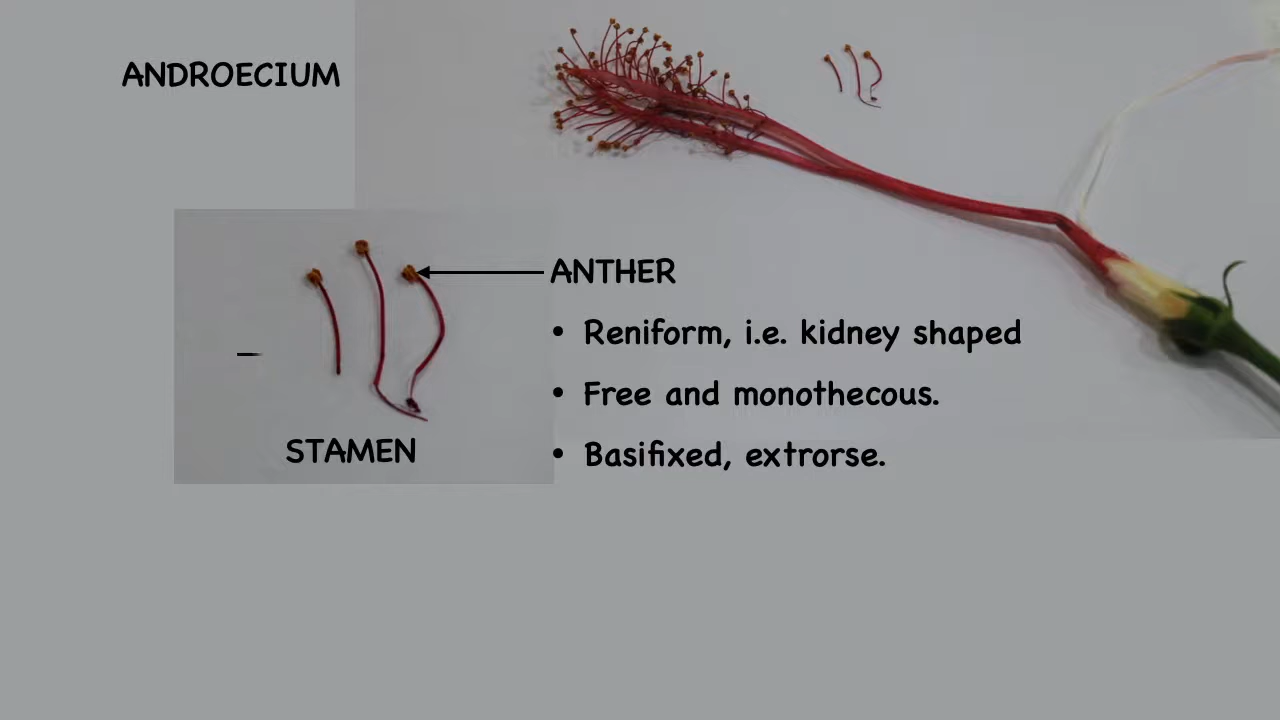 ANDROECIUM
ANTHER
• Reniform, i.e. kidney shaped
• Free and monothecous.
• Basifixed, extrorse.
STAMEN